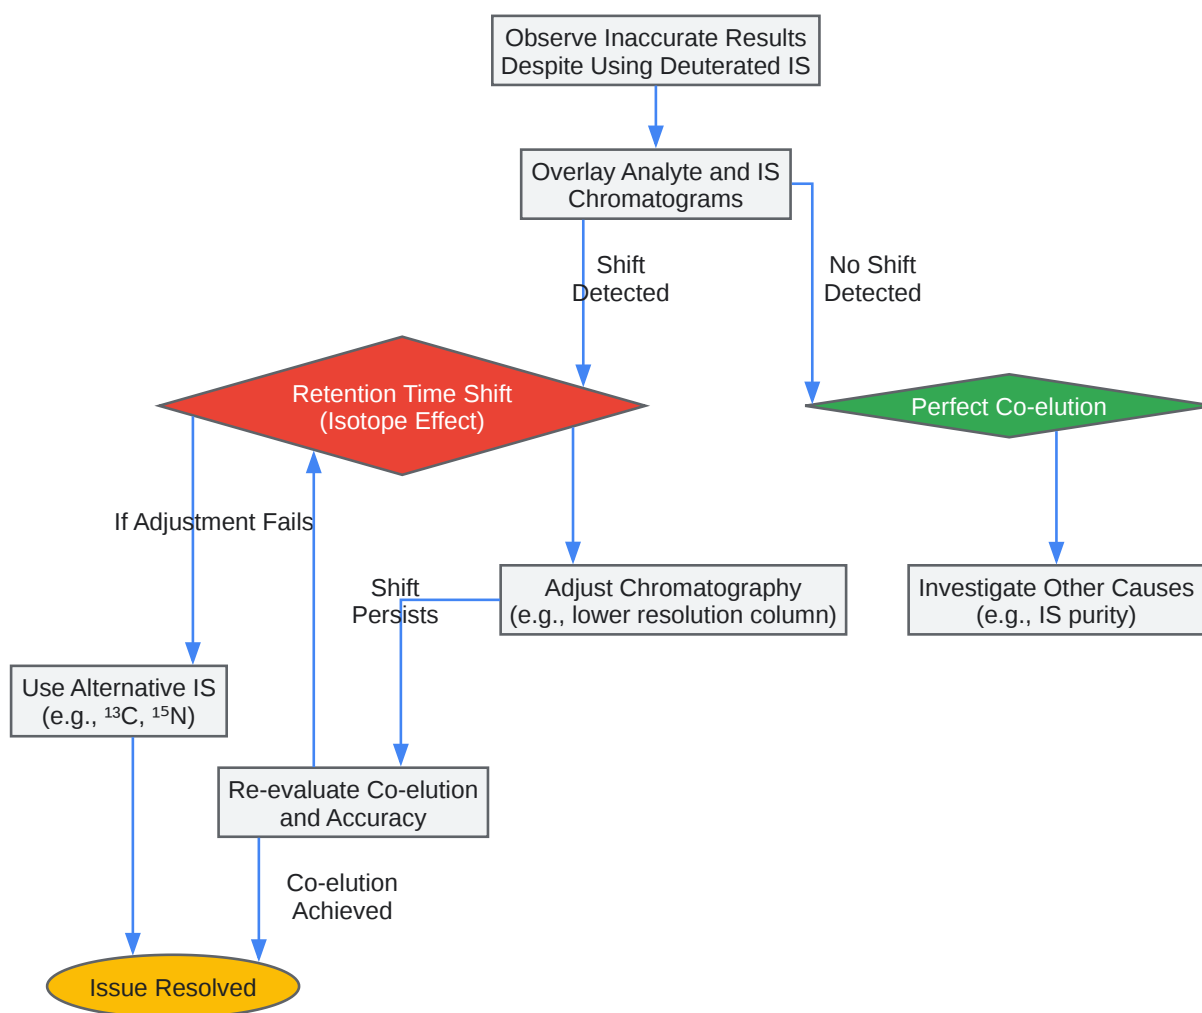 Observe Inaccurate Results
Despite Using Deuterated IS
Overlay Analyte and IS
Chromatograms
Shift
Detected
No Shift
Detected
Retention Time Shift
(Isotope Effect)
Perfect Co-elution
If Adjustment Fails
Shift
Persists
Adjust Chromatography
(e.g., lower resolution column)
Investigate Other Causes
(e.g., IS purity)
Use Alternative IS
(e.g., ¹³C, ¹⁵N)
Re-evaluate Co-elution
and Accuracy
Co-elution
Achieved
Issue Resolved